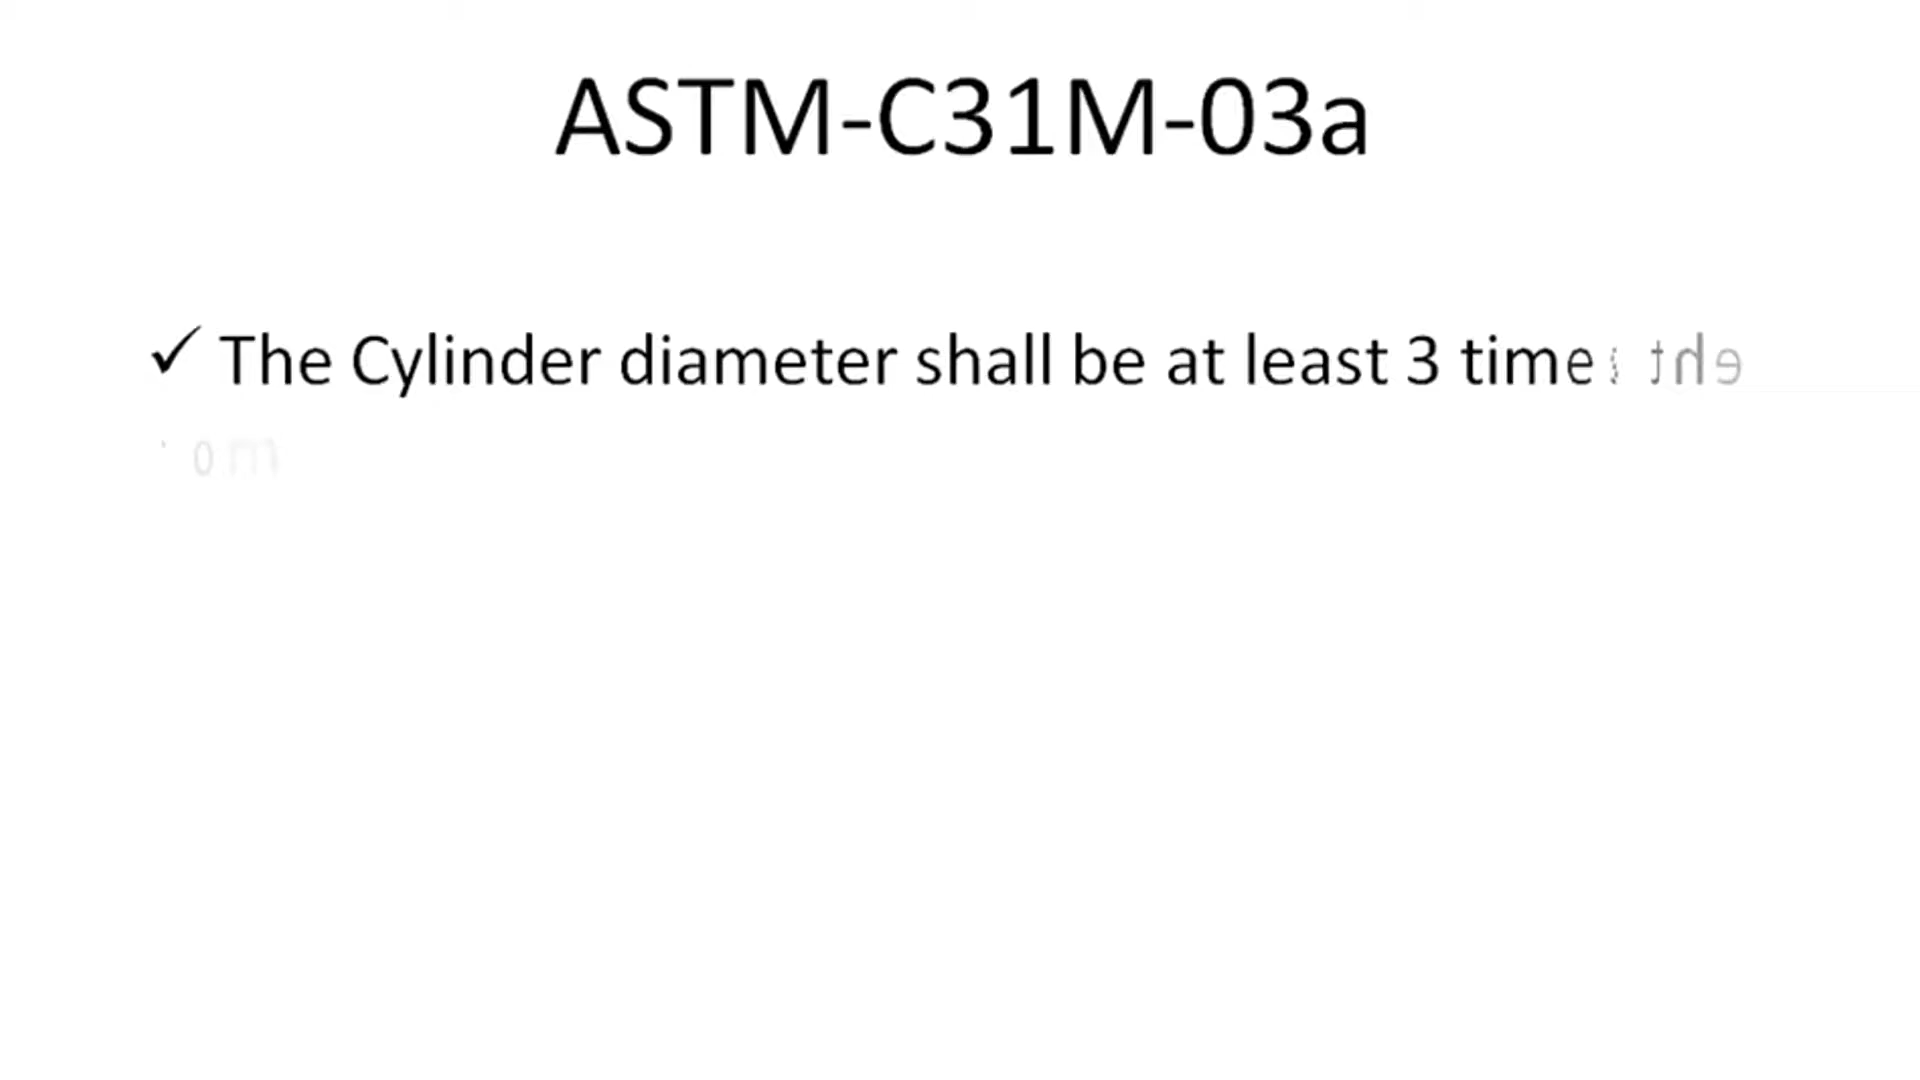 ASTM-C31M-03a
✓ The Cylinder diameter shall be at least 3 times the